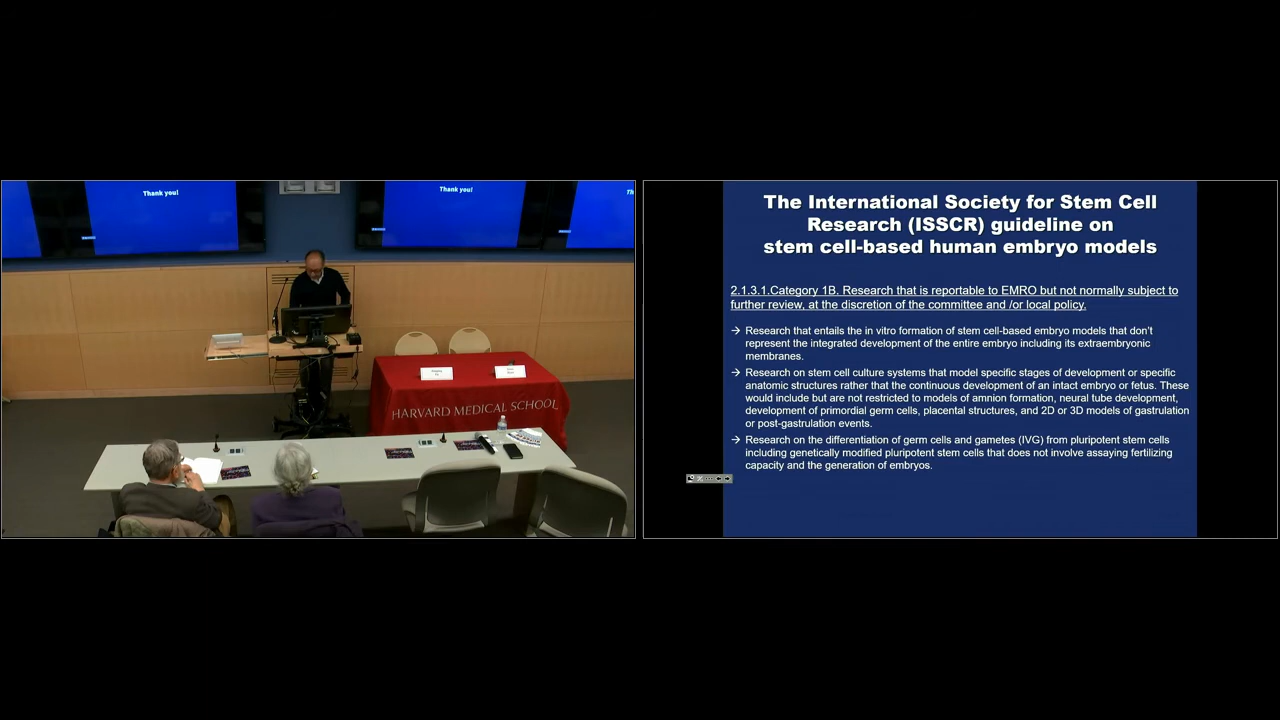 Thank you!
Thank you!
Th
HARVARD MEDICAL SCHOOL
The International Society for Stem Cell
Research (ISSCR) guideline on
stem cell-based human embryo models
2.1.3.1.Category 1B. Research that is reportable to EMRO but not normally subject to
further review, at the discretion of the committee and /or local policy.
→ Research that entails the in vitro formation of stem cell-based embryo models that don't
represent the integrated development of the entire embryo including its extraembryonic
membranes.
→ Research on stem cell culture systems that model specific stages of development or specific
anatomic structures rather that the continuous development of an intact embryo or fetus. These
would include but are not restricted to models of amnion formation, neural tube development,
development of primordial germ cells, placental structures, and 2D or 3D models of gastrulation
or post-gastrulation events.
→ Research on the differentiation of germ cells and gametes (IVG) from pluripotent stem cells
including genetically modified pluripotent stem cells that does not involve assaying fertilizing
capacity and the generation of embryos.